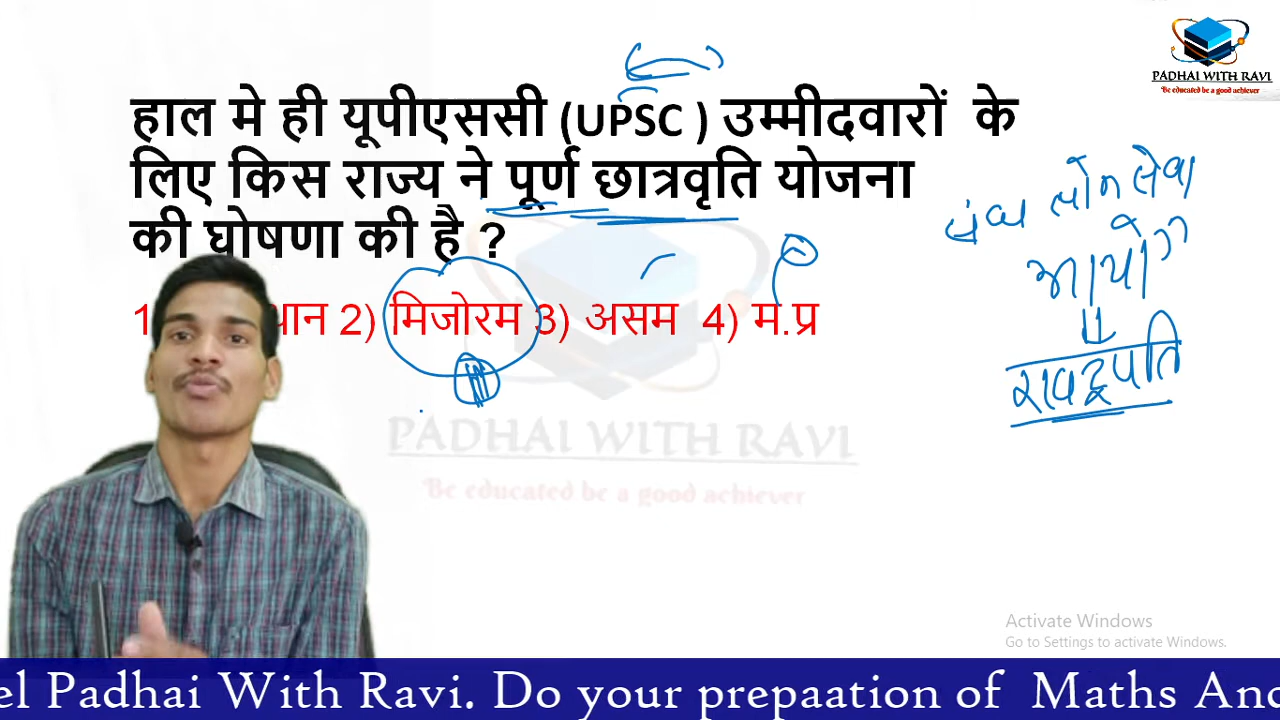 PADHAI WITH RAVI
Be educated be a good achiever
हाल मे ही यूपीएससी (UPSC ) उम्मीदवारों के
लिए किस राज्य ने पूर्ण छात्रवृति योजना
की घोषणा की है ?
लोक सेवा
आयोग
1 थान 2) मिजोरम 3) असम 4) म.प्र
PADHAI WITH RAVI
Be educated be a good achiever
Activate Windows
Go to Settings to activate Windows.
el Padhai With Ravi. Do your prepaation of Maths And